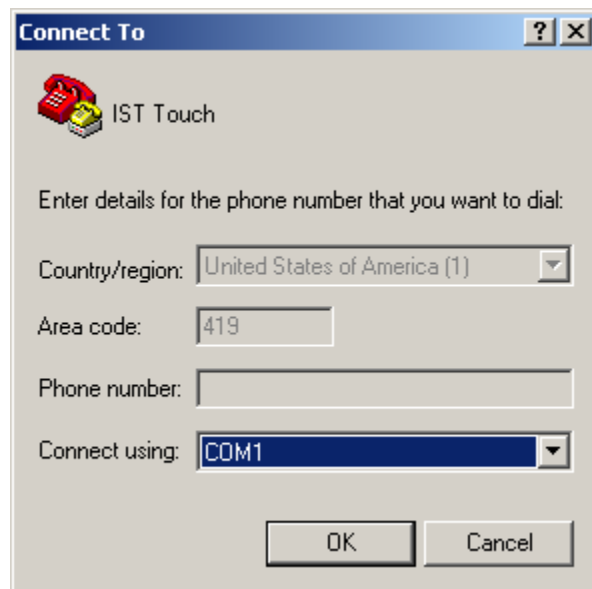 Connect To
IST Touch
Enter details for the phone number that you want to dial:
Country/region: United States of America (1)
Area code: 419
Phone number:
Connect using: COM1
OK Cancel